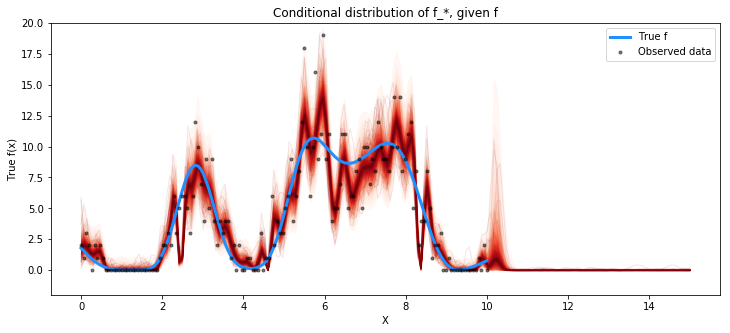 Conditional distribution of f_*, given f
True f
Observed data
True f(x)
20.0
17.5
15.0
12.5
10.0
7.5
5.0
2.5
0.0
0 2 4 6 8 10 12 14
X